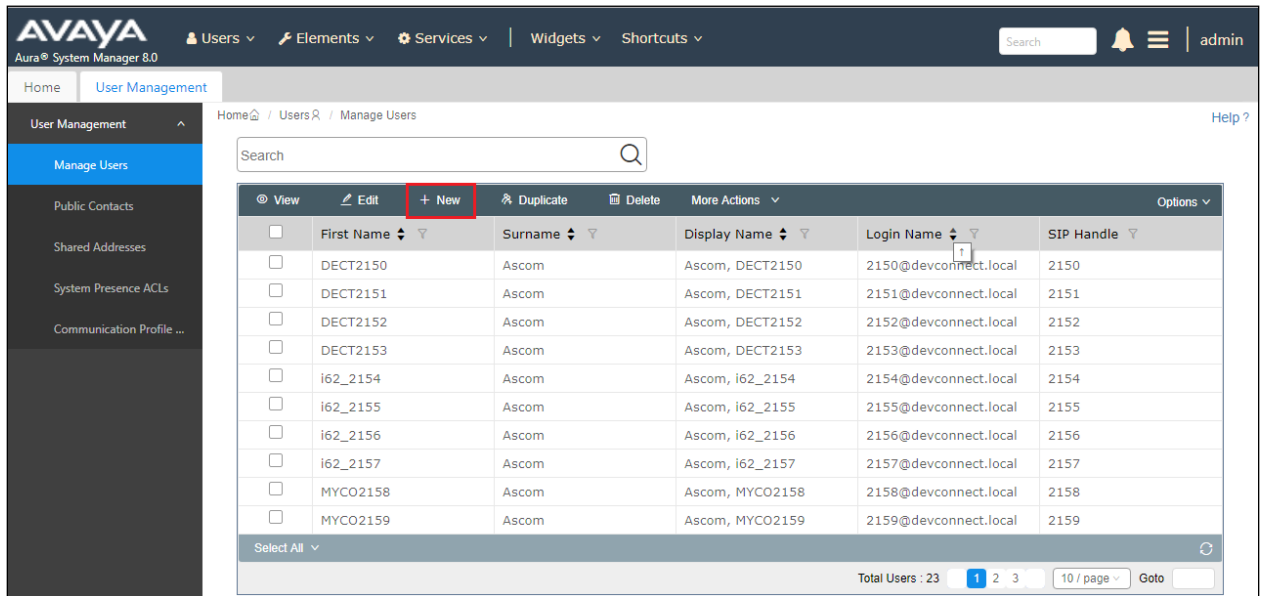 AVAYA
Aura® System Manager 8.0
Users Elements Services | Widgets Shortcuts Search admin
Home User Management
User Management
Manage Users
Public Contacts
Shared Addresses
System Presence ACLs
Communication Profile ...
Home / Users / Manage Users Help ?
Search
View Edit + New Duplicate Delete More Actions Options
First Name Surname Display Name Login Name SIP Handle
DECT2150 Ascom Ascom, DECT2150 2150@devconnect.local 2150
DECT2151 Ascom Ascom, DECT2151 2151@devconnect.local 2151
DECT2152 Ascom Ascom, DECT2152 2152@devconnect.local 2152
DECT2153 Ascom Ascom, DECT2153 2153@devconnect.local 2153
i62_2154 Ascom Ascom, i62_2154 2154@devconnect.local 2154
i62_2155 Ascom Ascom, i62_2155 2155@devconnect.local 2155
i62_2156 Ascom Ascom, i62_2156 2156@devconnect.local 2156
i62_2157 Ascom Ascom, i62_2157 2157@devconnect.local 2157
MYCO2158 Ascom Ascom, MYCO2158 2158@devconnect.local 2158
MYCO2159 Ascom Ascom, MYCO2159 2159@devconnect.local 2159
Select All
Total Users : 23 1 2 3 10 / page Goto